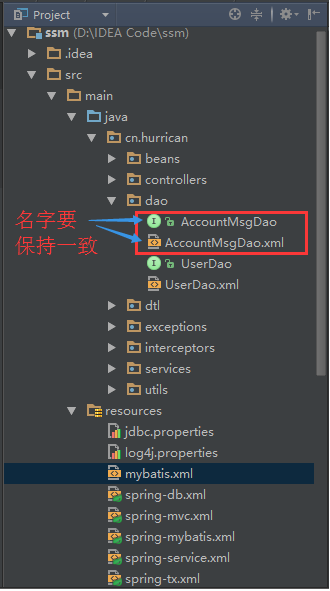 Project
ssm (D:\IDEA Code\ssm)
.idea
src
main
java
cn.hurrican
beans
controllers
dao
名字要
保持一致
AccountMsgDao
AccountMsgDao.xml
UserDao
UserDao.xml
dtl
exceptions
interceptors
services
utils
resources
jdbc.properties
log4j.properties
mybatis.xml
spring-db.xml
spring-mvc.xml
spring-mybatis.xml
spring-service.xml
spring-tx.xml